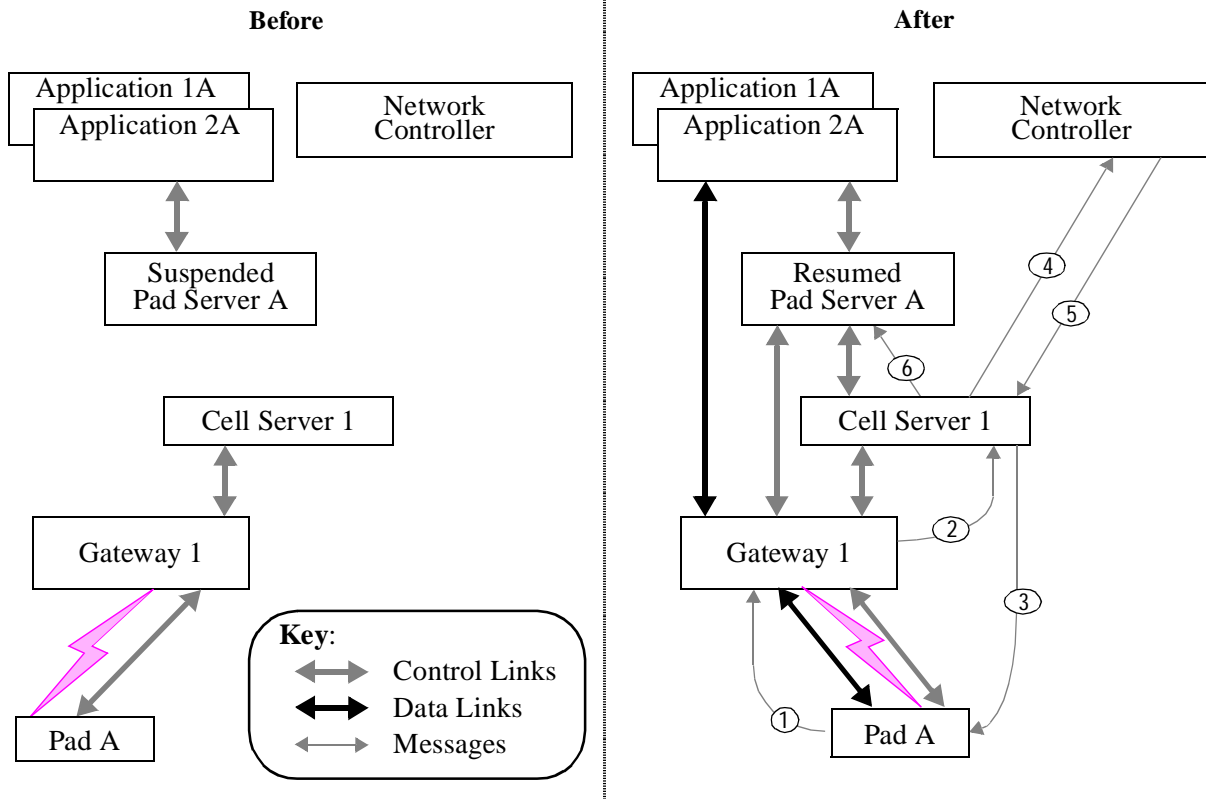 Before
Application 1A
Application 2A
Network
Controller
Suspended
Pad Server A
Cell Server 1
Gateway 1
Pad A
Key:
Control Links
Data Links
Messages
After
Application 1A
Application 2A
Network
Controller
4
5
Resumed
Pad Server A
6
Cell Server 1
2
Gateway 1
3
1
Pad A